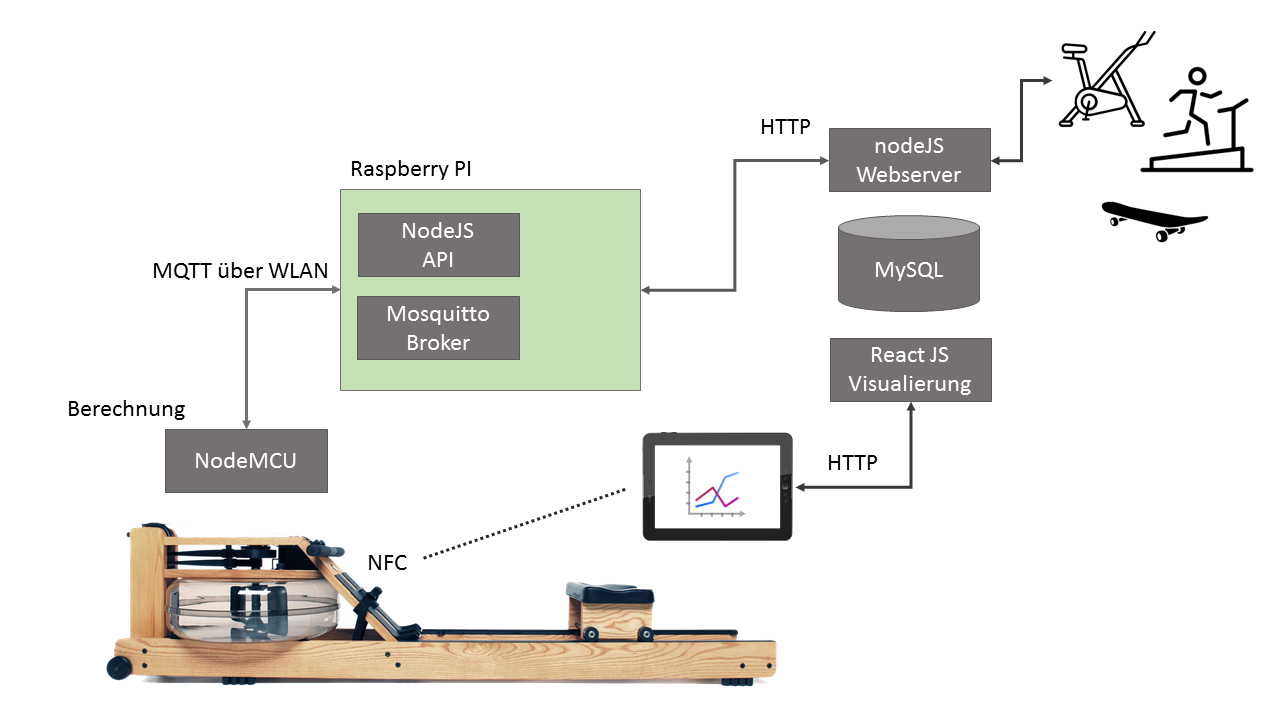 HTTP
nodeJS
Webserver
Raspberry PI
NodeJS
API
MQTT über WLAN
MySQL
Mosquitto
Broker
React JS
Visualierung
Berechnung
NodeMCU
HTTP
NFC